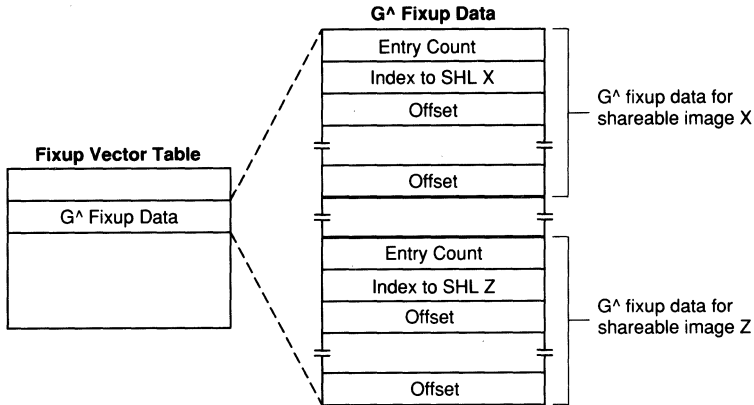 G^ Fixup Data
Entry Count
Index to SHL X
Offset
Offset
G^ fixup data for
shareable image X
Fixup Vector Table
G^ Fixup Data
Entry Count
Index to SHL Z
Offset
Offset
G^ fixup data for
shareable image Z